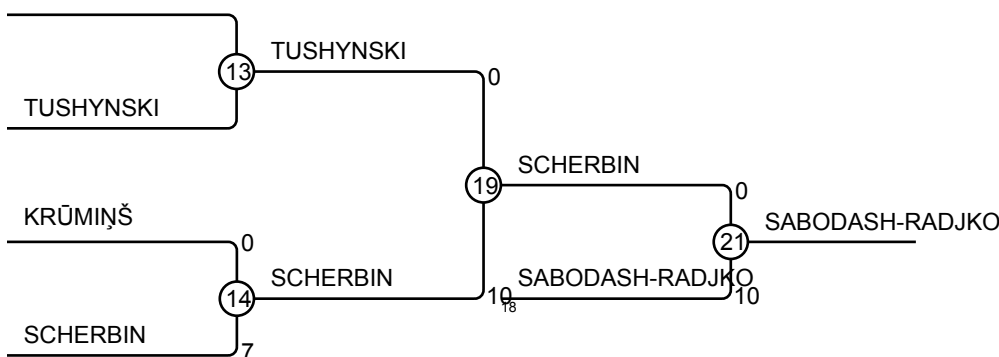 TUSHYNSKI
13
0
TUSHYNSKI
SCHERBIN
19
0
KRŪMIŅŠ
SABODASH-RADJKO
0
21
SCHERBIN
SABODASH-RADJKO
14
10
18
10
SCHERBIN
7